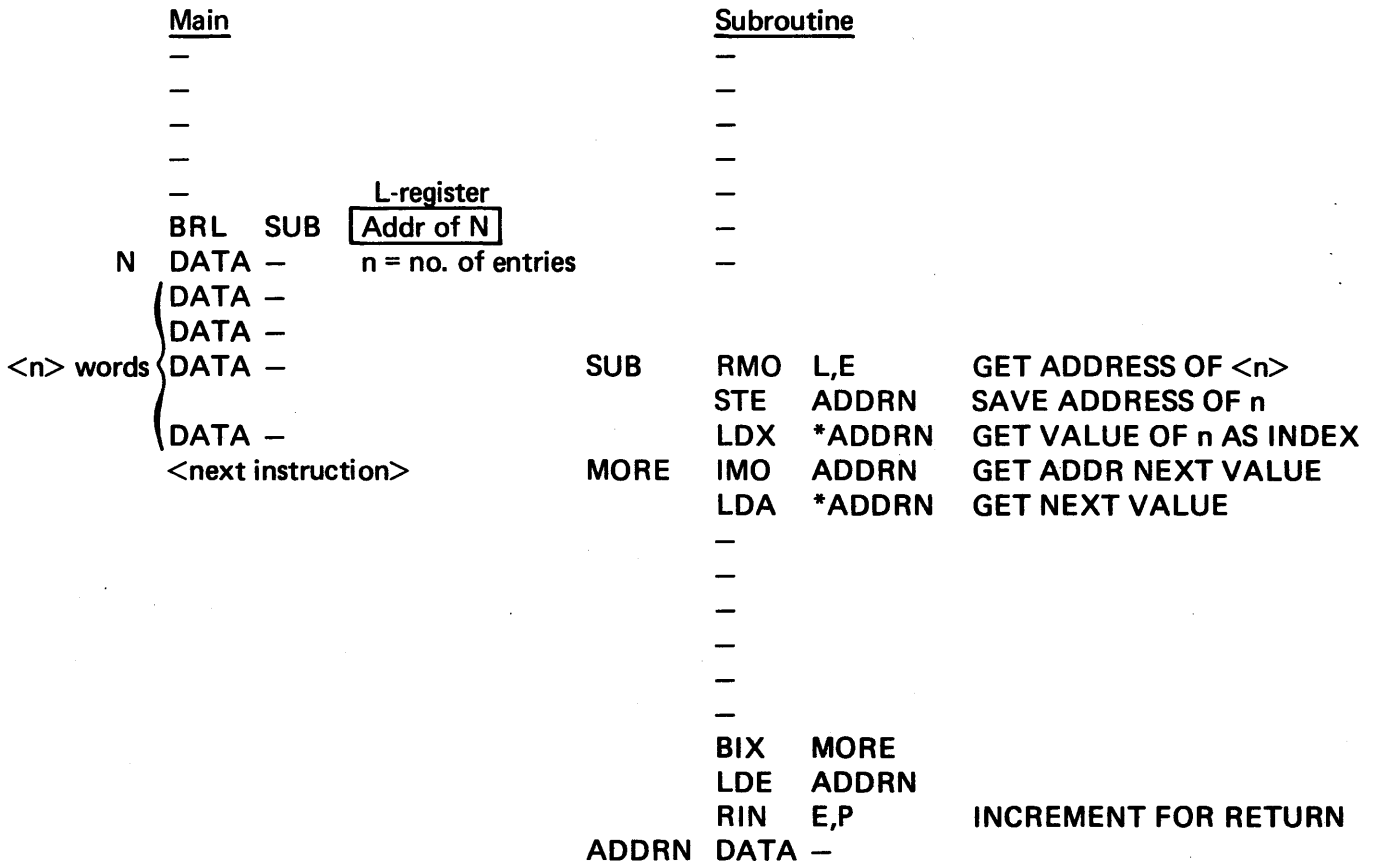 Main Subroutine
— —
— —
— —
— —
— L-register —
BRL SUB Addr of N —
N DATA — n = no. of entries —
DATA —
DATA —
<n> words DATA — SUB RMO L,E GET ADDRESS OF <n>
STE ADDRN SAVE ADDRESS OF n
DATA — LDX *ADDRN GET VALUE OF n AS INDEX
<next instruction> MORE IMO ADDRN GET ADDR NEXT VALUE
LDA *ADDRN GET NEXT VALUE
—
—
—
—
—
—
BIX MORE
LDE ADDRN
RIN E,P INCREMENT FOR RETURN
ADDRN DATA —